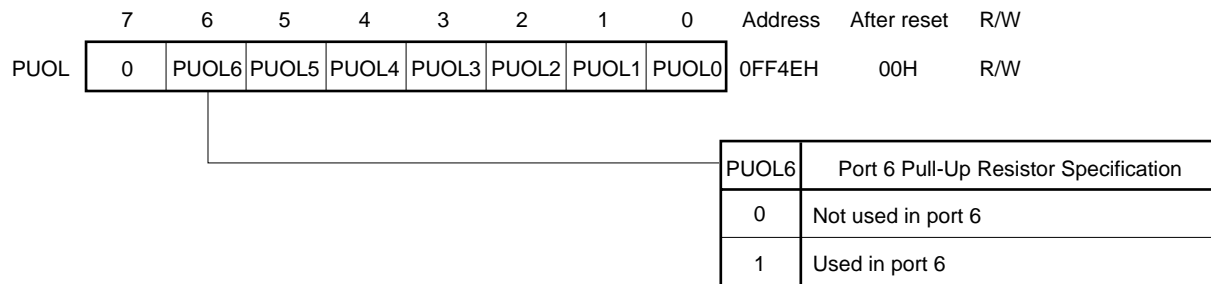 7 6 5 4 3 2 1 0 Address After reset R/W
PUOL 0 PUOL6 PUOL5 PUOL4 PUOL3 PUOL2 PUOL1 PUOL0 0FF4EH 00H R/W
PUOL6 Port 6 Pull-Up Resistor Specification
0 Not used in port 6
1 Used in port 6